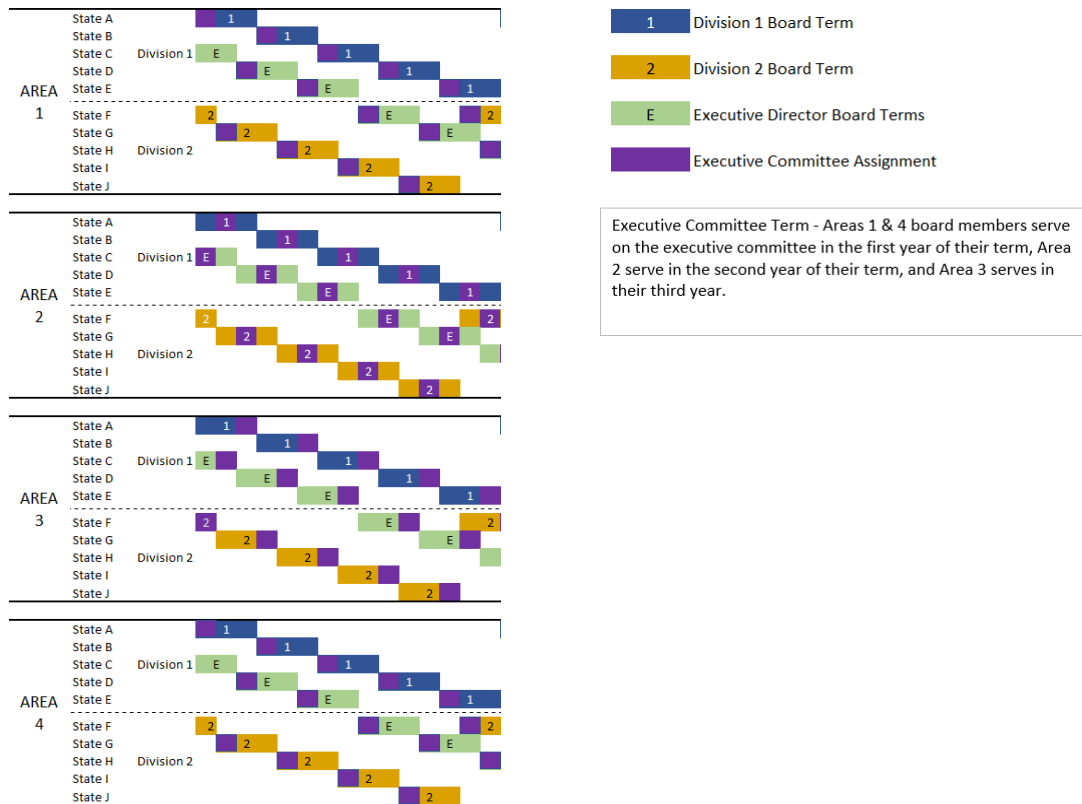 State A 1
State B 1
State C Division 1 E 1
State D E 1
State E E 1
AREA 1
State F 2 E 2
State G 2 E
State H Division 2 2
State I 2
State J 2
State A 1
State B 1
State C Division 1 E 1
State D E 1
State E E 1
AREA 2
State F 2 E 2
State G 2 E
State H Division 2 2
State I 2
State J 2
State A 1
State B 1
State C Division 1 E 1
State D E 1
State E E 1
AREA 3
State F 2 E 2
State G 2 E
State H Division 2 2
State I 2
State J 2
State A 1
State B 1
State C Division 1 E 1
State D E 1
State E E 1
AREA 4
State F 2 E 2
State G 2 E
State H Division 2 2
State I 2
State J 2
1 Division 1 Board Term
2 Division 2 Board Term
E Executive Director Board Terms
Executive Committee Assignment
Executive Committee Term - Areas 1 & 4 board members serve
on the executive committee in the first year of their term, Area
2 serve in the second year of their term, and Area 3 serves in
their third year.